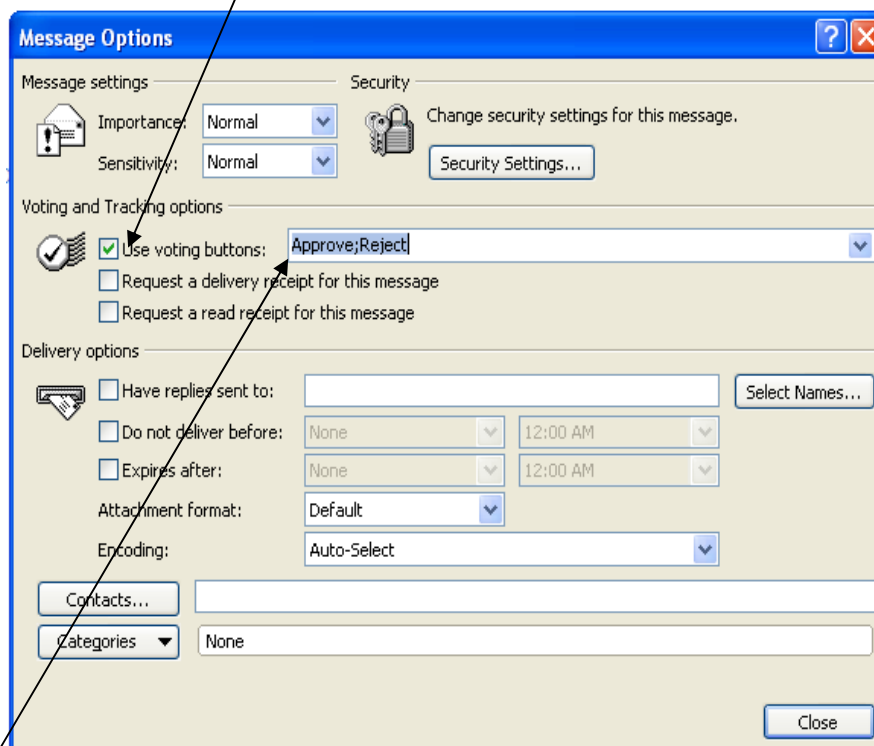 Message Options
Message settings
Security
Importance: Normal
Change security settings for this message.
Sensitivity: Normal
Security Settings...
Voting and Tracking options
Use voting buttons: Approve;Reject
Request a delivery receipt for this message
Request a read receipt for this message
Delivery options
Have replies sent to:
Select Names...
Do not deliver before: None 12:00 AM
Expires after: None 12:00 AM
Attachment format: Default
Encoding: Auto-Select
Contacts...
Categories None
Close